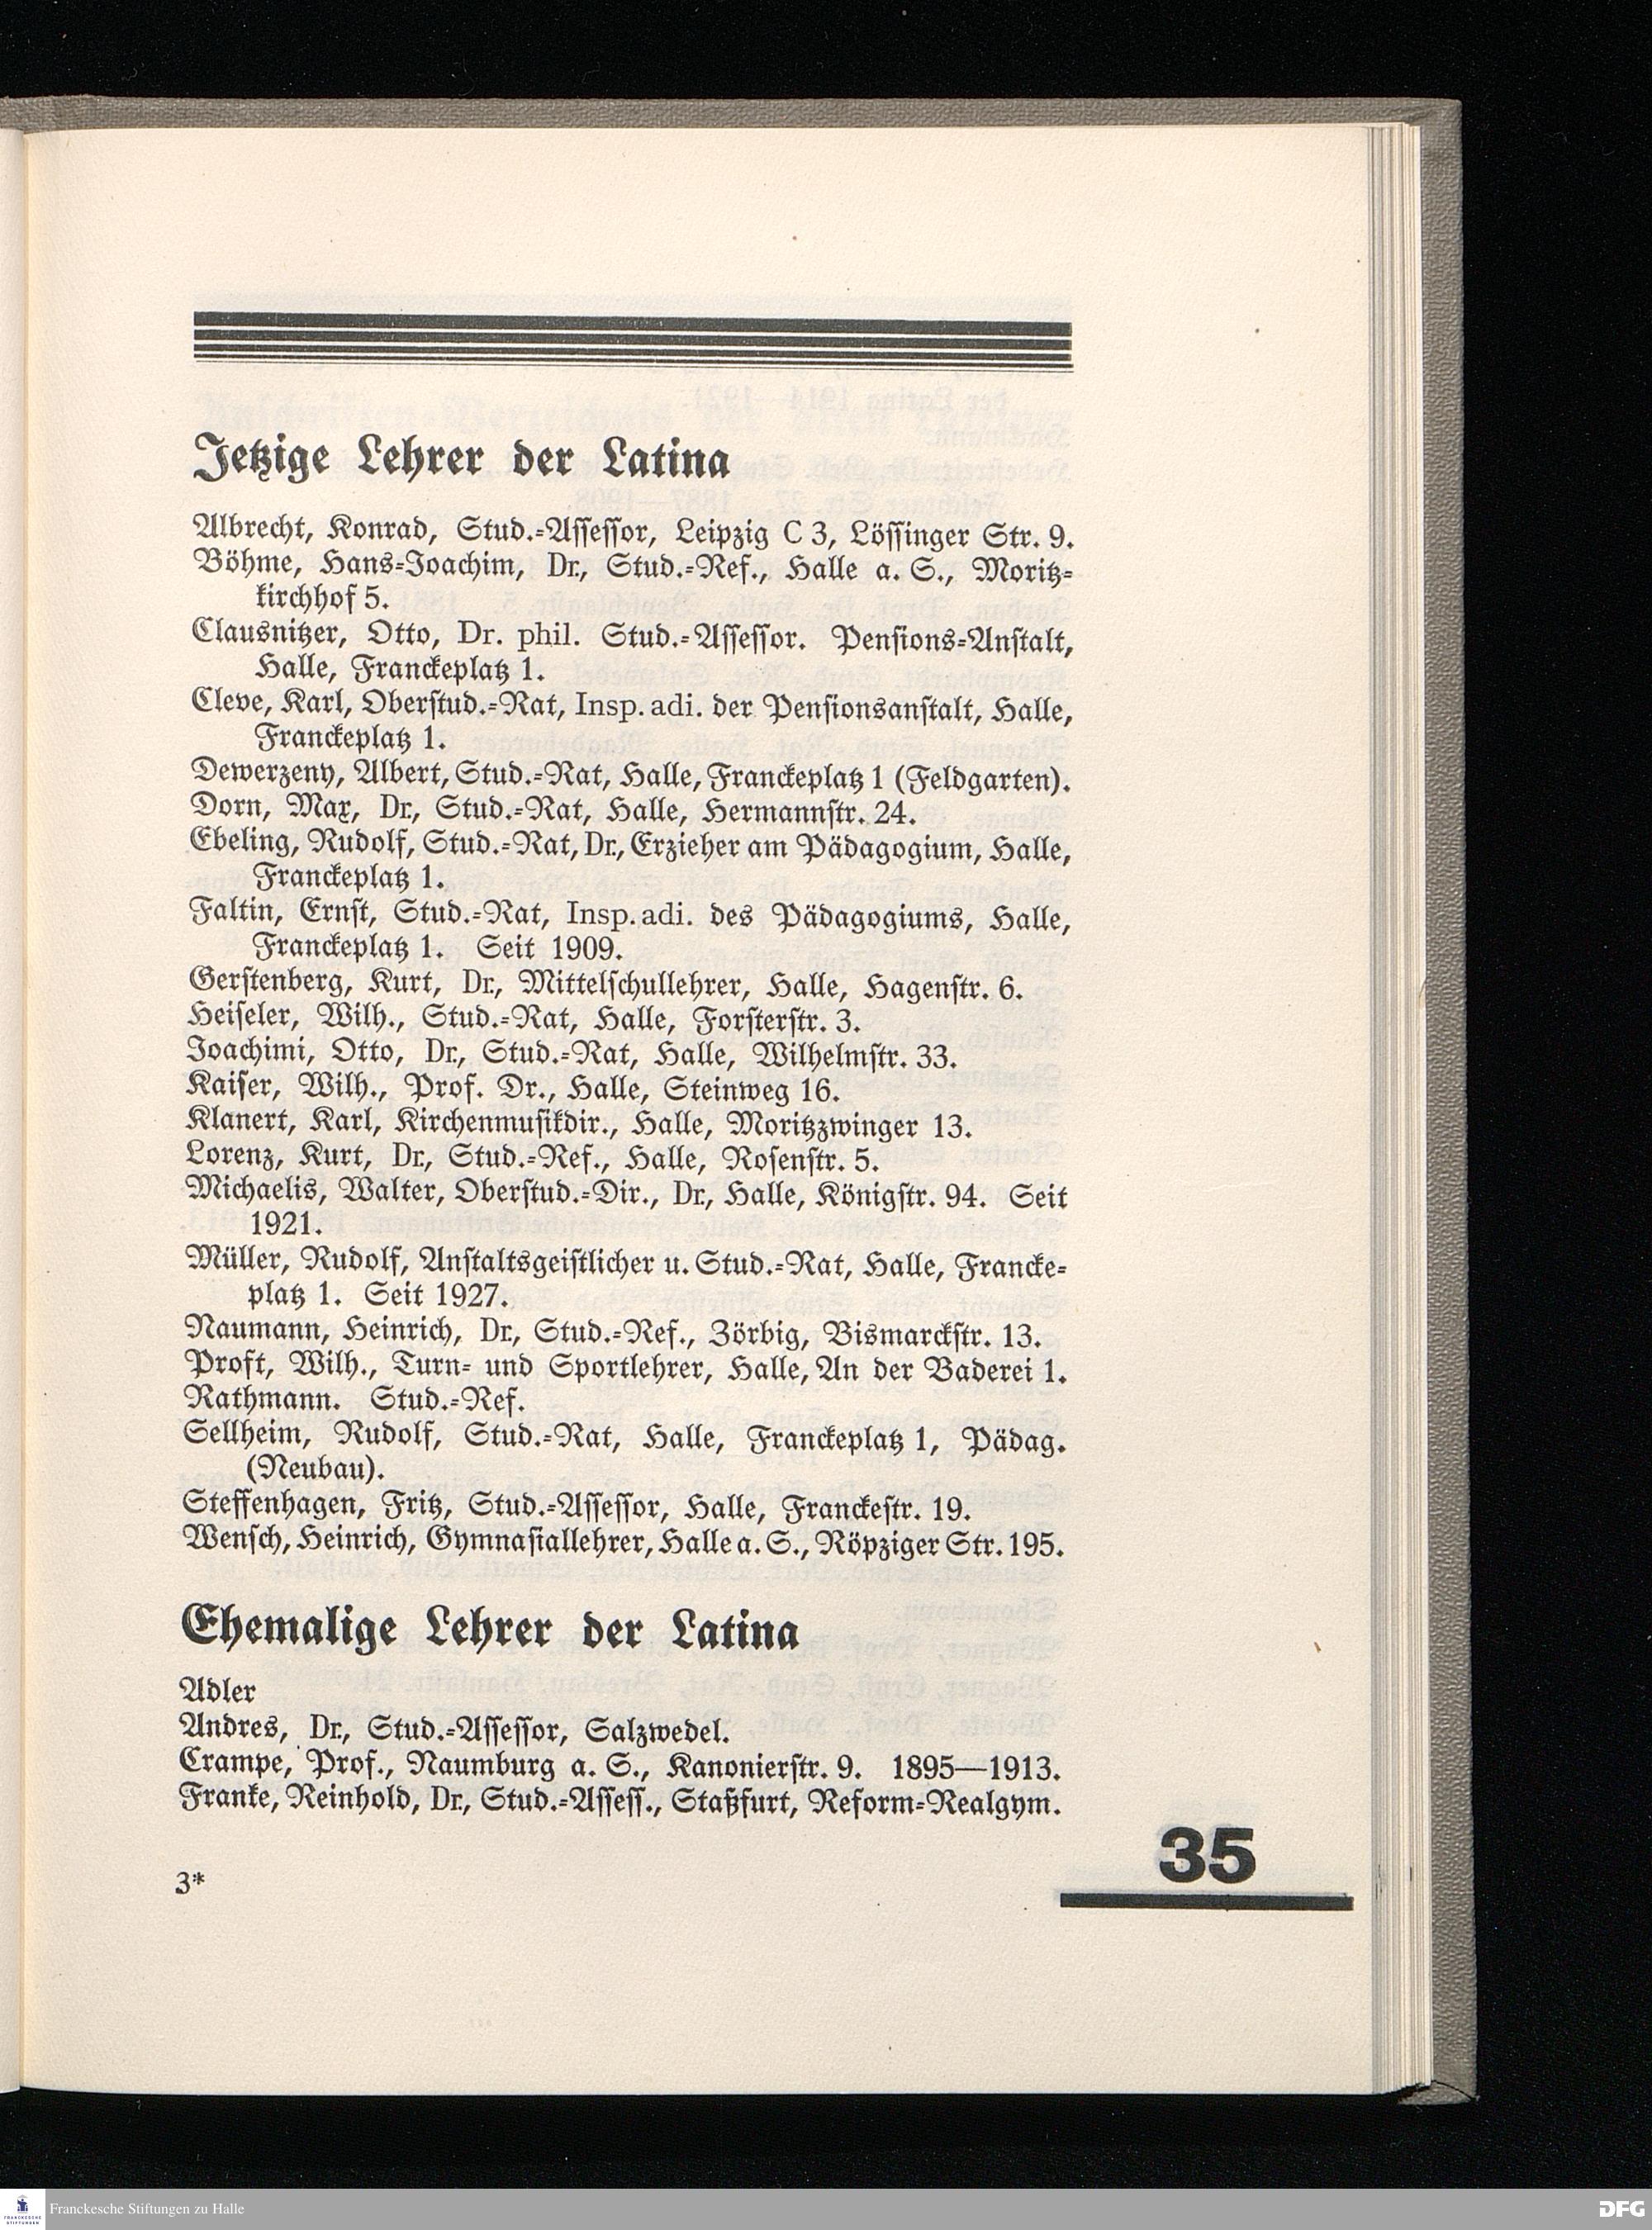 Jetzige Lehrer der Latina
Albrecht, Konrad, Stud.-Assessor, Leipzig C 3, Lössinger Str. 9.
Böhme, Hans-Joachim, Dr., Stud.-Ref., Halle a. S., Moritz-
kirchhof 5.
Clausnitzer, Otto, Dr. phil. Stud.-Assessor. Pensions-Anstalt,
Halle, Franckeplatz 1.
Cleve, Karl, Oberstud.-Rat, Insp. adi. der Pensionsanstalt, Halle,
Franckeplatz 1.
Dewerzeny, Albert, Stud.-Rat, Halle, Franckeplatz 1 (Feldgarten).
Dorn, Max, Dr., Stud.-Rat, Halle, Hermannstr. 24.
Ebeling, Rudolf, Stud.-Rat, Dr., Erzieher am Pädagogium, Halle,
Franckeplatz 1.
Faltin, Ernst, Stud.-Rat, Insp. adi. des Pädagogiums, Halle,
Franckeplatz 1. Seit 1909.
Gerstenberg, Kurt, Dr., Mittelschullehrer, Halle, Hagenstr. 6.
Heiseler, Wilh., Stud.-Rat, Halle, Forsterstr. 3.
Joachimi, Otto, Dr., Stud.-Rat, Halle, Wilhelmstr. 33.
Kaiser, Wilh., Prof. Dr., Halle, Steinweg 16.
Klanert, Karl, Kirchenmusikdir., Halle, Moritzzwinger 13.
Lorenz, Kurt, Dr., Stud.-Ref., Halle, Rosenstr. 5.
Michaelis, Walter, Oberstud.-Dir., Dr., Halle, Königstr. 94. Seit
1921.
Müller, Rudolf, Anstaltsgeistlicher u. Stud.-Rat, Halle, Francke-
platz 1. Seit 1927.
Naumann, Heinrich, Dr., Stud.-Ref., Zörbig, Bismarckstr. 13.
Proft, Wilh., Turn- und Sportlehrer, Halle, An der Baderei 1.
Rathmann. Stud.-Ref.
Sellheim, Rudolf, Stud.-Rat, Halle, Franckeplatz 1, Pädag.
(Neubau).
Steffenhagen, Fritz, Stud.-Assessor, Halle, Franckestr. 19.
Wensch, Heinrich, Gymnasiallehrer, Halle a. S., Röpziger Str. 195.
Ehemalige Lehrer der Latina
Adler
Andres, Dr., Stud.-Assessor, Salzwedel.
Crampe, Prof., Naumburg a. S., Kanonierstr. 9. 1895—1913.
Franke, Reinhold, Dr., Stud.-Assess., Staßfurt, Reform-Realgym.
3*
35
Franckesche Stiftungen zu Halle
DFG